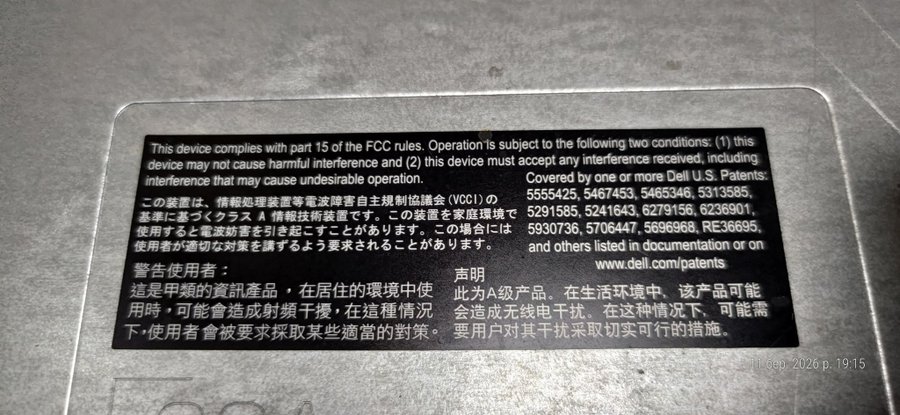 This device complies with part 15 of the FCC rules. Operation is subject to the following two conditions: (1) this
device may not cause harmful interference and (2) this device must accept any interference received, including
interference that may cause undesirable operation.
Covered by one or more Dell U.S. Patents:
5555425, 5467453, 5465346, 5313585,
5291585, 5241643, 6279156, 6236901,
5930736, 5706447, 5696968, RE36695,
and others listed in documentation or on
www.dell.com/patents
この装置は、情報処理装置等電波障害自主規制協議会(VCCI)の
基準に基づくクラス A 情報技術装置です。この装置を家庭環境で
使用すると電波妨害を引き起こすことがあります。この場合には
使用者が適切な対策を講ずるよう要求されることがあります。
警告使用者：
這是甲類的資訊產品，在居住的環境中使
用時，可能會造成射頻干擾，在這種情況
下，使用者會被要求採取某些適當的對策。
声明
此为A级产品。在生活环境中，该产品可能
会造成无线电干扰。在这种情况下，可能需
要用户对其干扰采取切实可行的措施。
сер. 2026 р. 19:15